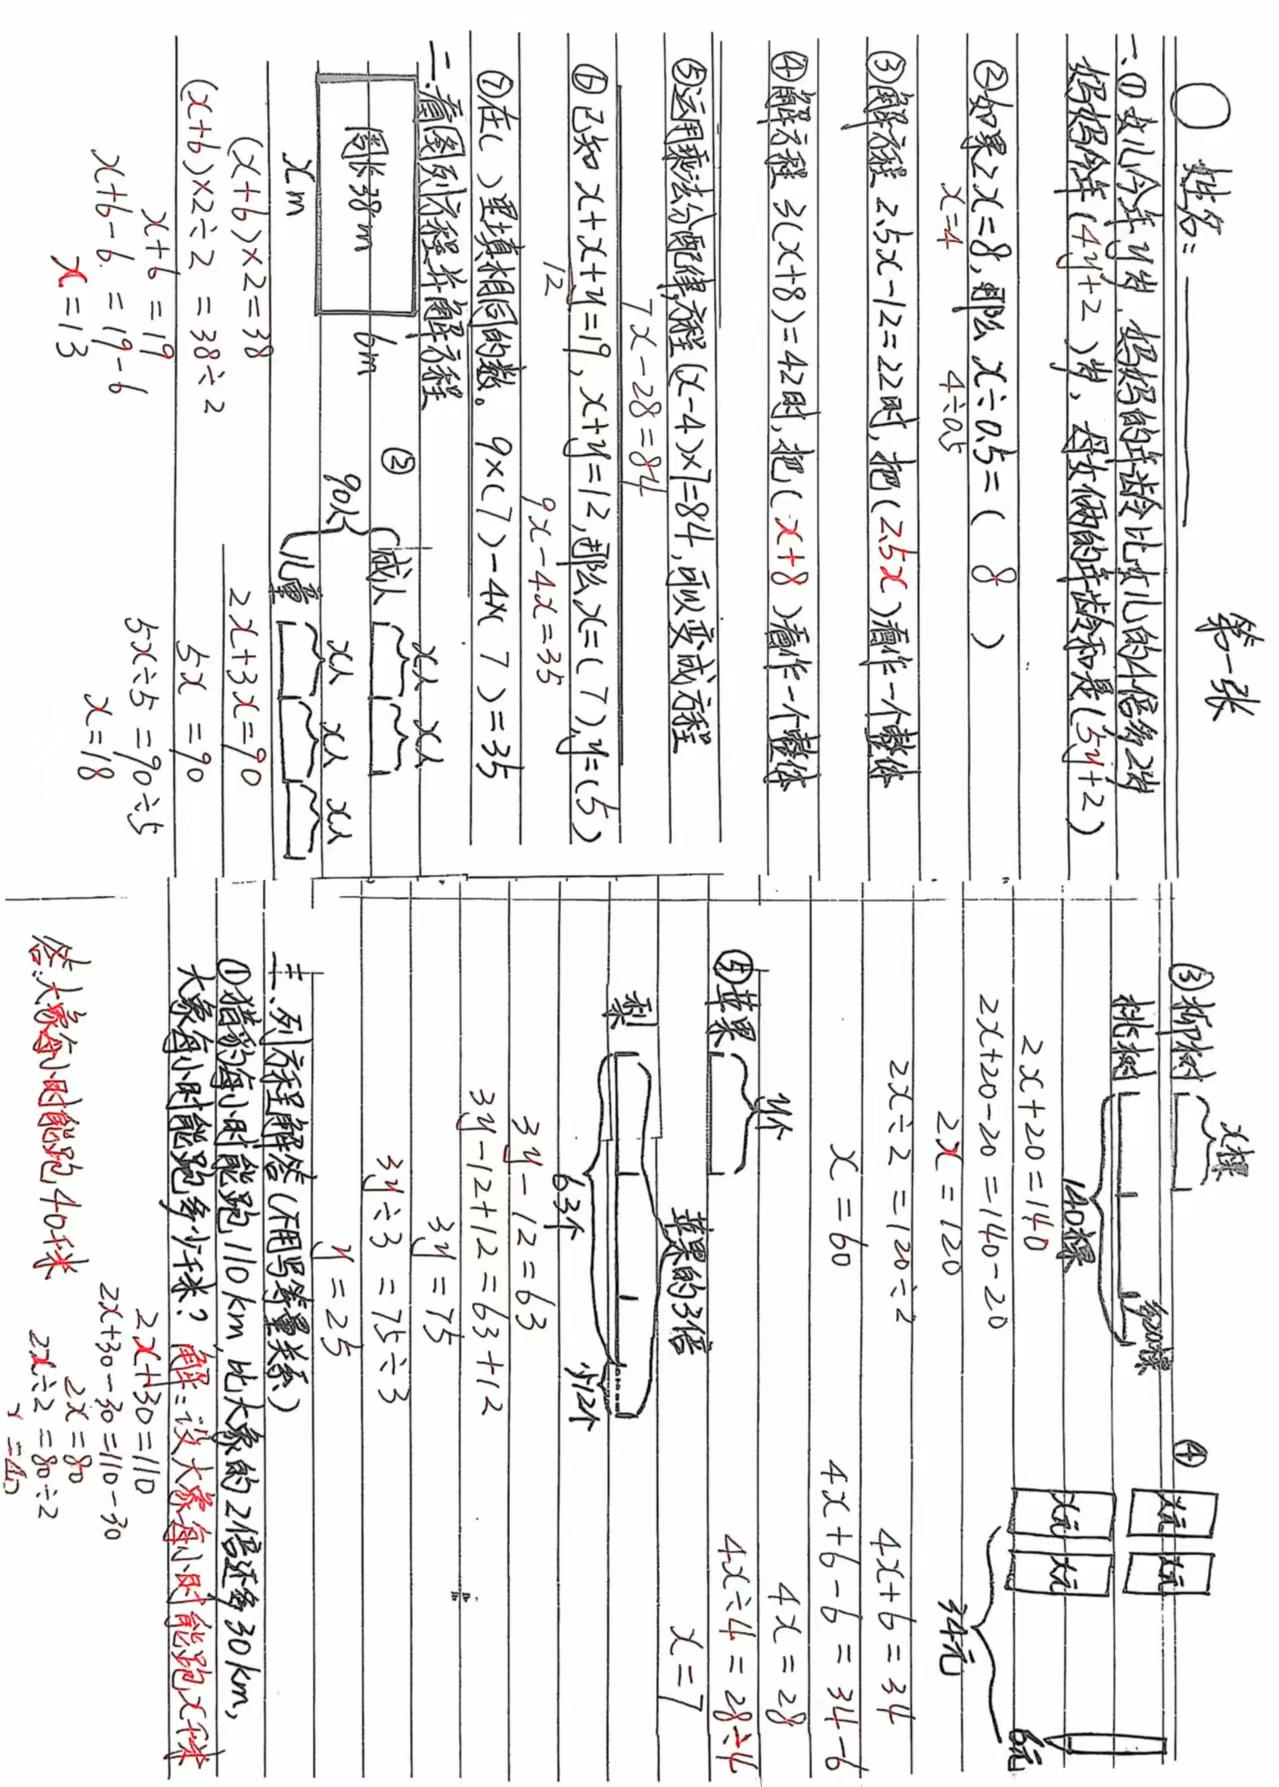 第一张
姓名：
一.①女儿今年y岁,妈妈的年龄比女儿的4倍多2岁
妈妈今年(4y+2)岁，母女俩的年龄和是(5y+2)
②如果2x=8,那么 x÷0.5=( 8 )
x=4 4÷0.5
③解方程 2.5x-12=22时,把(2.5x)看作一个整体
④解方程 3(x+8)=42时,把(x+8)看作一个整体
⑤运用乘法分配律,方程(x-4)×7=84,可以变成方程
7x-28=84
⑥已知 x+x+y=19, x+y=12,那么x=(7),y=(5)
12
9x-4x=35
⑦在( )里填相同的数。9×(7)-4×( 7 )=35
二.看图列方程并解方程
周长38m
6m
xm
(x+6)×2=38
(x+6)×2÷2 =38÷2
x+6 =19
x+6-6 =19-6
x=13
②
90人
成人
x人 x人
儿童
x人 x人 x人
2x+3x=90
5x =90
5x÷5 =90÷5
x=18
③柳树
x棵
桃树
多20棵
140棵
2x+20=140
2x+20-20 =140-20
2x = 120
2x÷2 =120÷2
x =60
④
x元 x元
x元 x元
6元
34元
4x+6 = 34
4x+6-6 = 34-6
4x = 28
4x÷4 = 28÷4
x =7
⑤苹果
y个
苹果的3倍
梨
63个
少12个
3y-12=63
3y-12+12=63+12
3y =75
3y÷3 =75÷3
y =25
三.列方程解答(不用写等量关系)
①猎豹每小时能跑110km,比大象的2倍还多30km,
大象每小时能跑多少千米？解：设大象每小时能跑x千米
2x+30=110
2x+30-30=110-30
2x=80
2x÷2 =80÷2
x =40
答:大象每小时能跑40千米